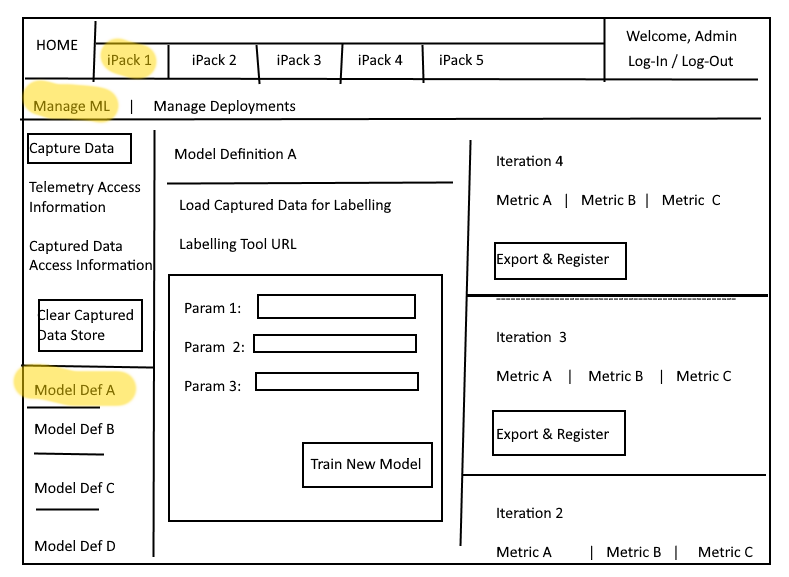 HOME
iPack 1
iPack 2
iPack 3
iPack 4
iPack 5
Welcome, Admin
Log-In / Log-Out
Manage ML | Manage Deployments
Capture Data
Telemetry Access
Information
Captured Data
Access Information
Clear Captured
Data Store
Model Def A
Model Def B
Model Def C
Model Def D
Model Definition A
Load Captured Data for Labelling
Labelling Tool URL
Param 1:
Param 2:
Param 3:
Train New Model
Iteration 4
Metric A | Metric B | Metric C
Export & Register
Iteration 3
Metric A | Metric B | Metric C
Export & Register
Iteration 2
Metric A | Metric B | Metric C